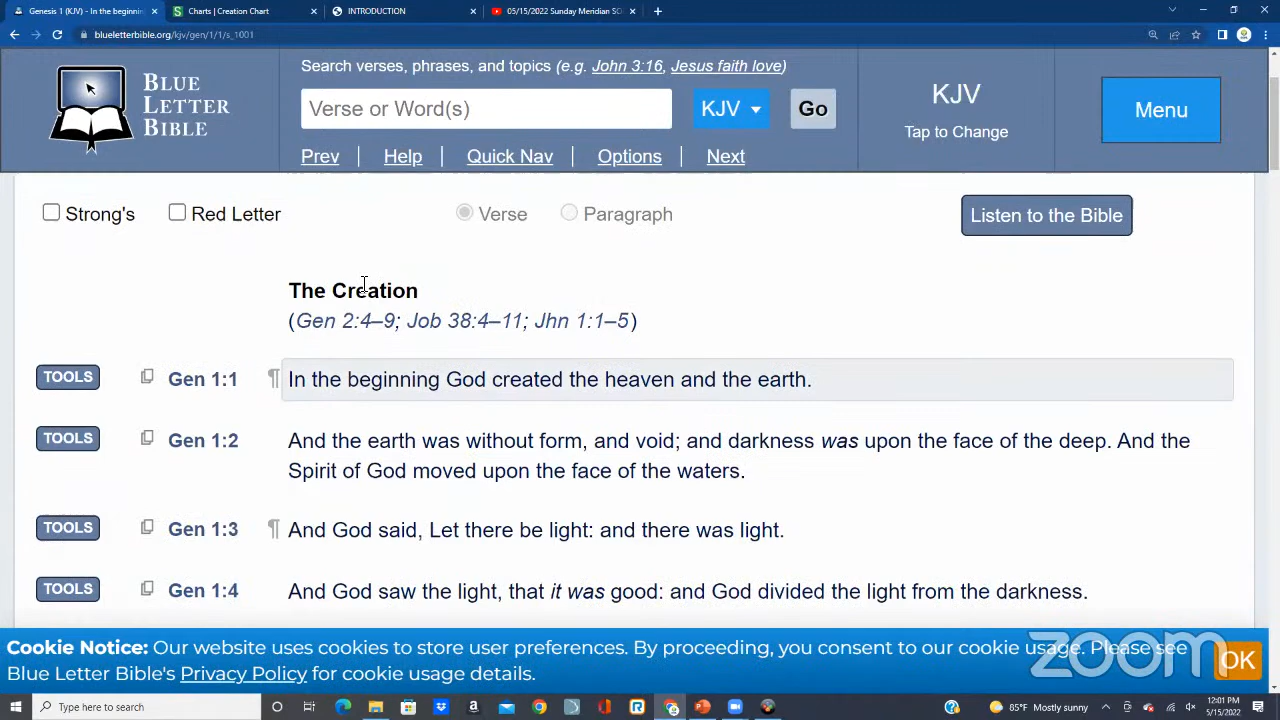 Genesis 1 (KJV) - In the beginnin
Charts | Creation Chart
INTRODUCTION
05/15/2022 Sunday Meridian SO
blueletterbible.org/kjv/gen/1/1/s_1001
BLUE
LETTER
BIBLE
Search verses, phrases, and topics (e.g. John 3:16, Jesus faith love)
Verse or Word(s)
KJV
Go
Prev | Help | Quick Nav | Options | Next
KJV
Tap to Change
Menu
Strong's
Red Letter
Verse
Paragraph
Listen to the Bible
The Creation
(Gen 2:4–9; Job 38:4–11; Jhn 1:1–5)
TOOLS Gen 1:1 ¶ In the beginning God created the heaven and the earth.
TOOLS Gen 1:2 And the earth was without form, and void; and darkness was upon the face of the deep. And the
Spirit of God moved upon the face of the waters.
TOOLS Gen 1:3 ¶ And God said, Let there be light: and there was light.
TOOLS Gen 1:4 And God saw the light, that it was good: and God divided the light from the darkness.
Cookie Notice: Our website uses cookies to store user preferences. By proceeding, you consent to our cookie usage. Please see
Blue Letter Bible's Privacy Policy for cookie usage details.
OK
zoom
Type here to search
85°F Mostly sunny
12:01 PM
5/15/2022